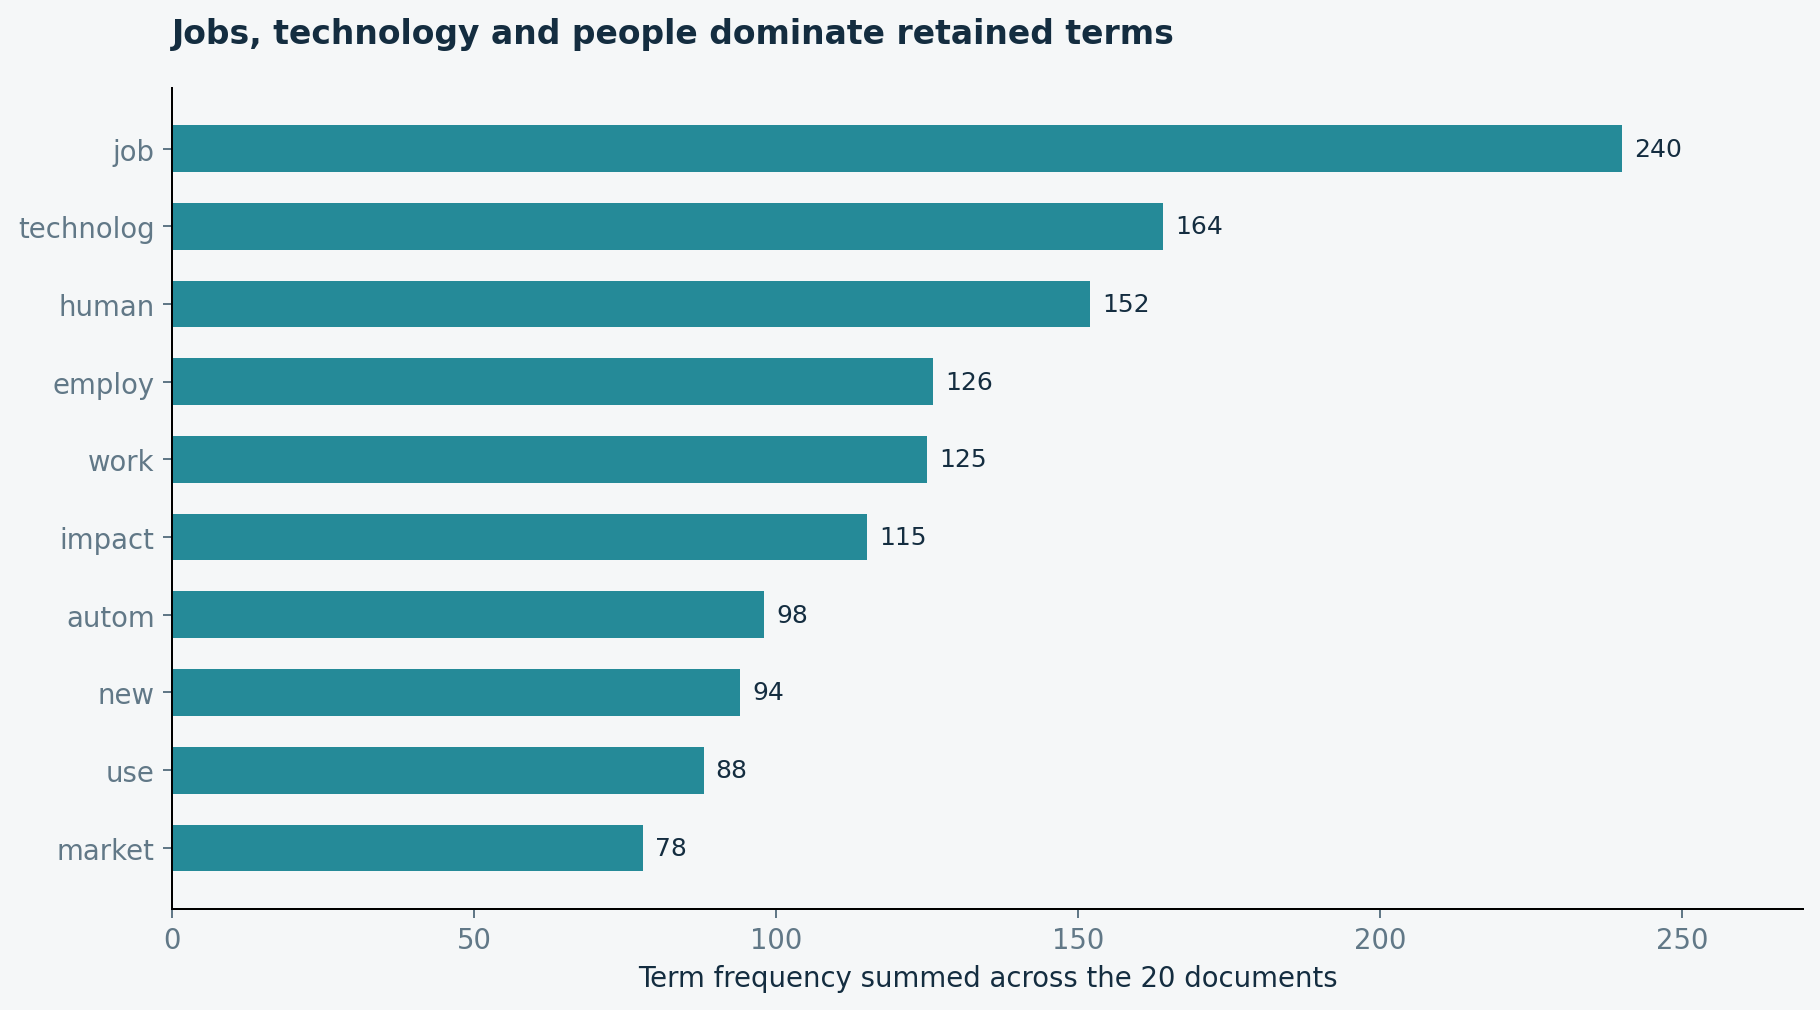 Jobs, technology and people dominate retained terms
job 240
technolog 164
human 152
employ 126
work 125
impact 115
autom 98
new 94
use 88
market 78
0 50 100 150 200 250
Term frequency summed across the 20 documents